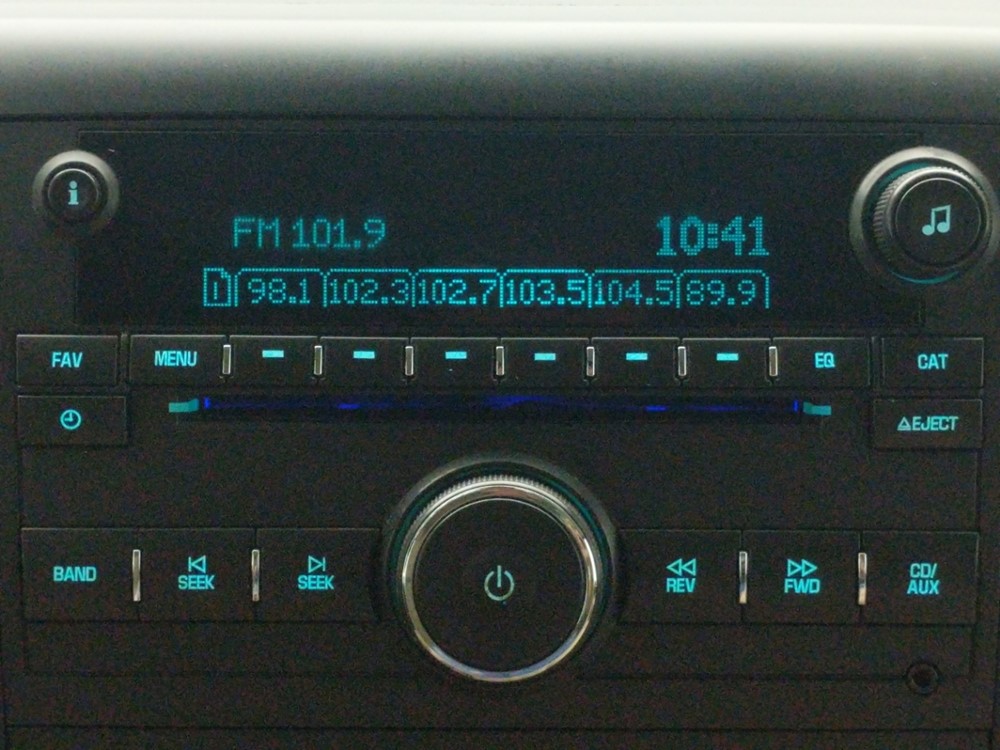 i
FM 101.9 10:41
1 98.1 102.3 102.7 103.5 104.5 89.9
FAV MENU EQ CAT
EJECT
BAND SEEK SEEK REV FWD CD/
AUX